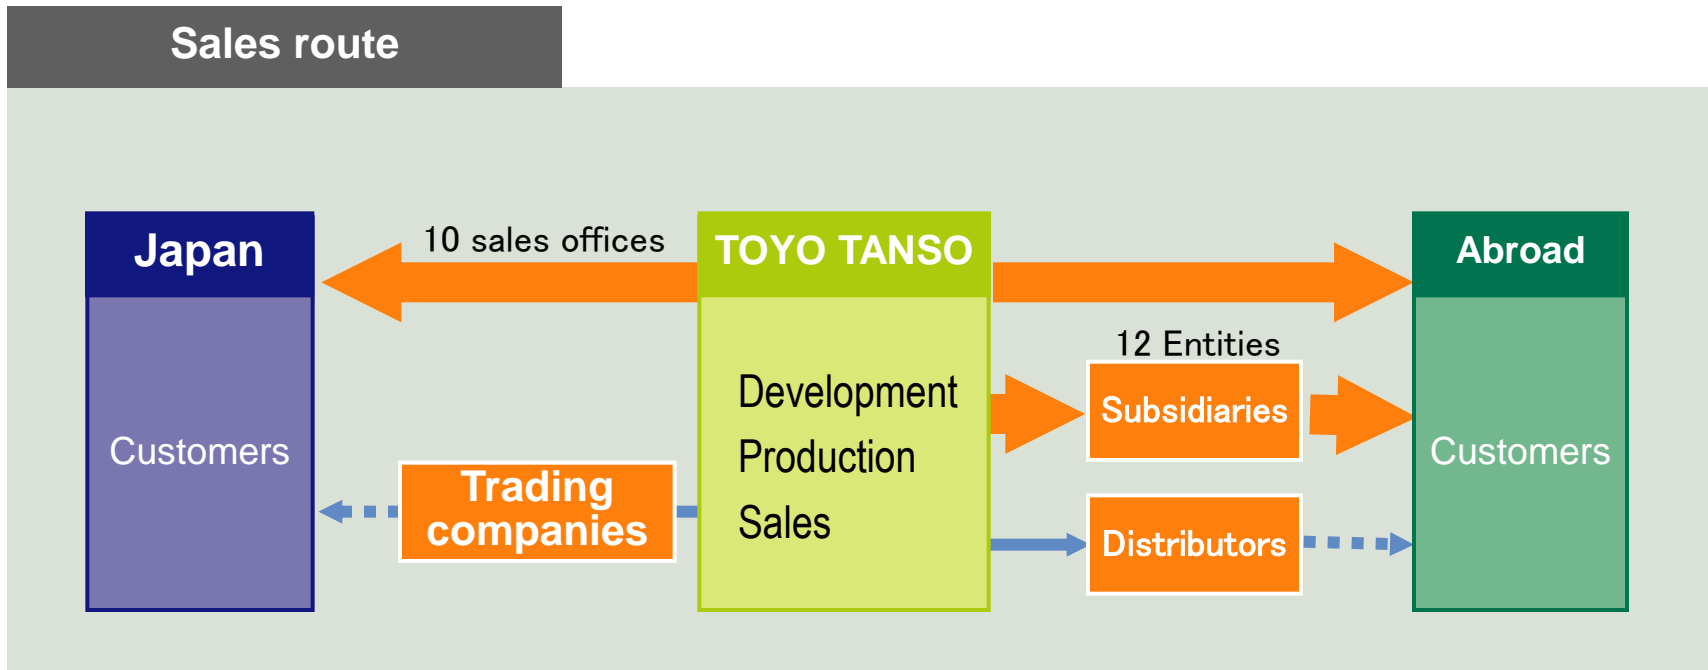 Sales route
Japan
Customers
10 sales offices
Trading
companies
TOYO TANSO
Development
Production
Sales
12 Entities
Subsidiaries
Distributors
Abroad
Customers